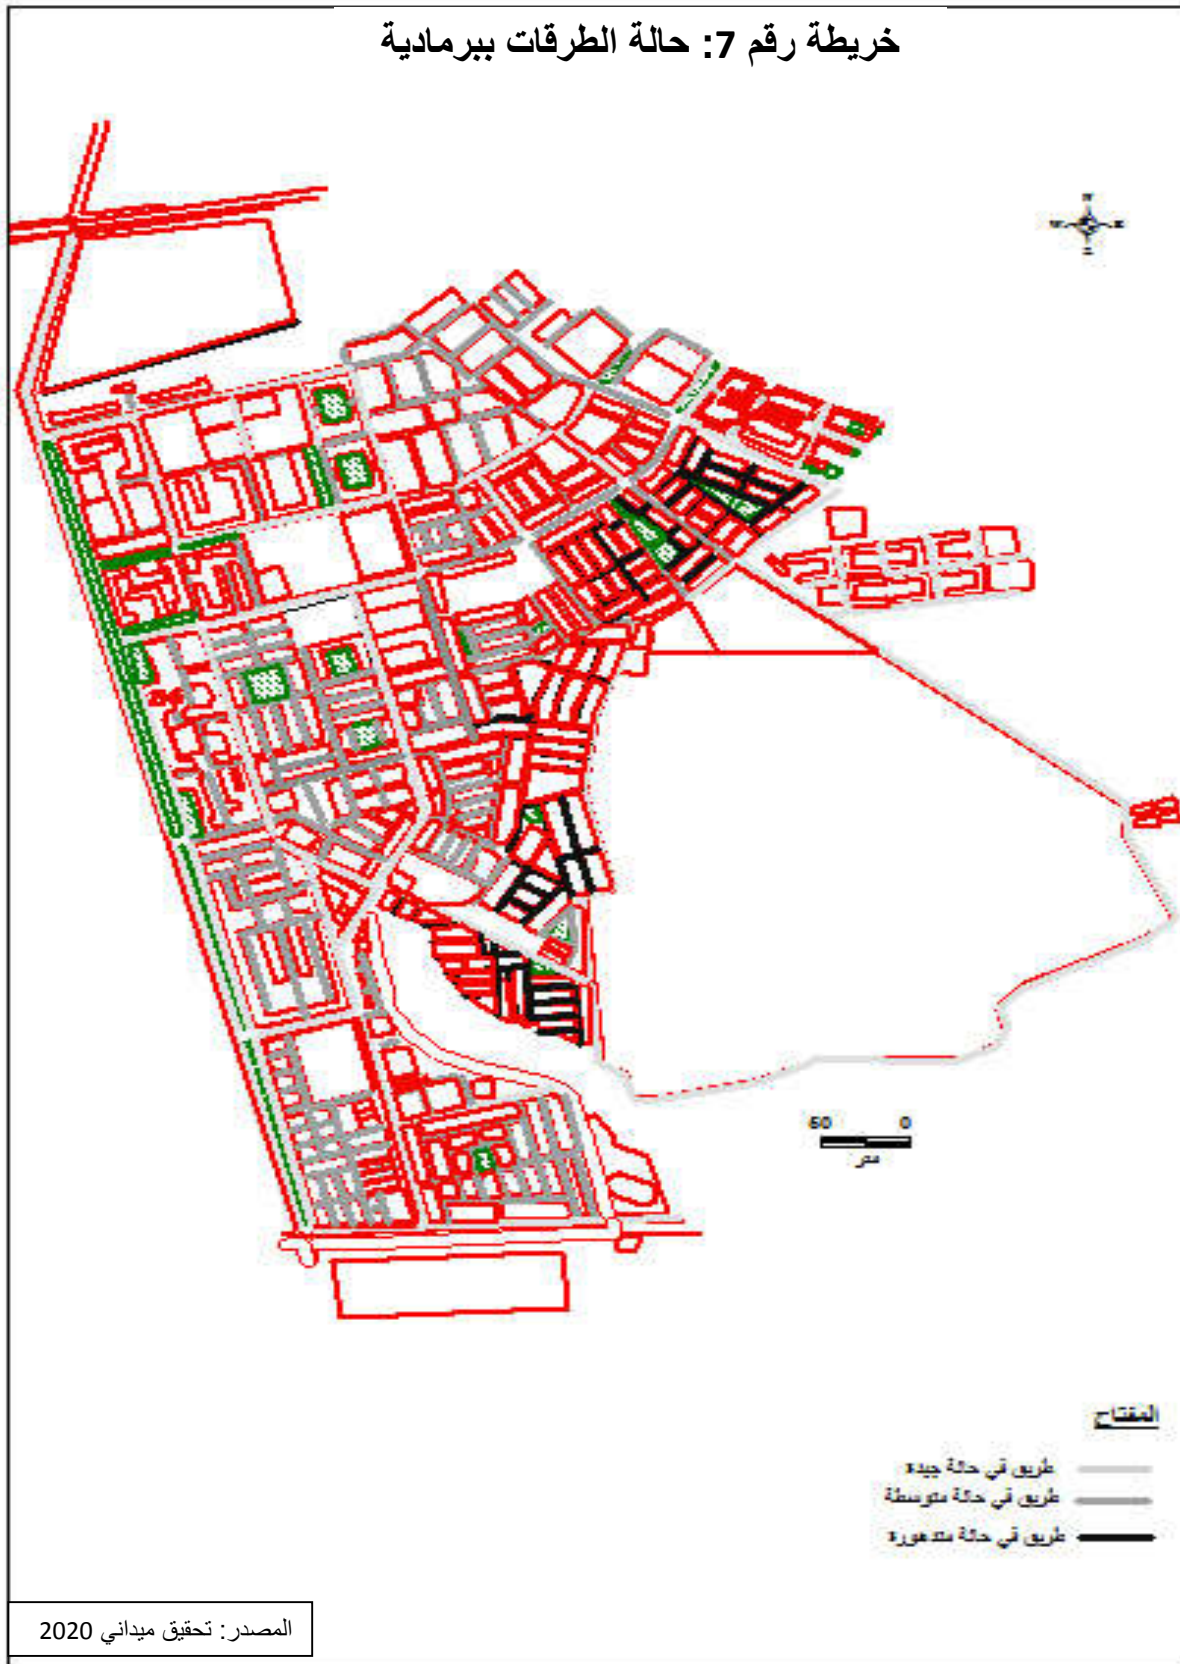 خريطة رقم 7: حالة الطرقات ببرمادية
N
W E
S
50 0
متر
المفتاح
طريق في حالة جيدة
طريق في حالة متوسطة
طريق في حالة متدهورة
المصدر: تحقيق ميداني 2020